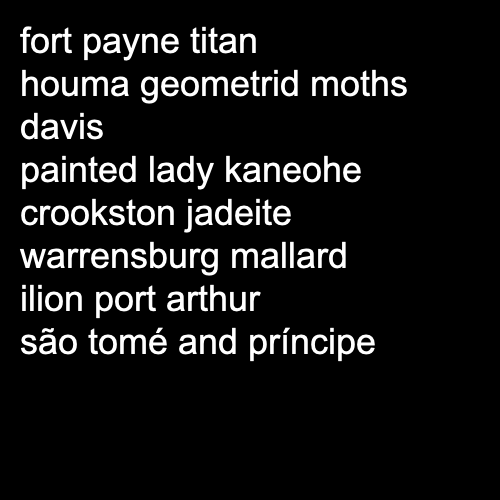 fort payne titan
houma geometrid moths
davis
painted lady kaneohe
crookston jadeite
warrensburg mallard
ilion port arthur
são tomé and príncipe